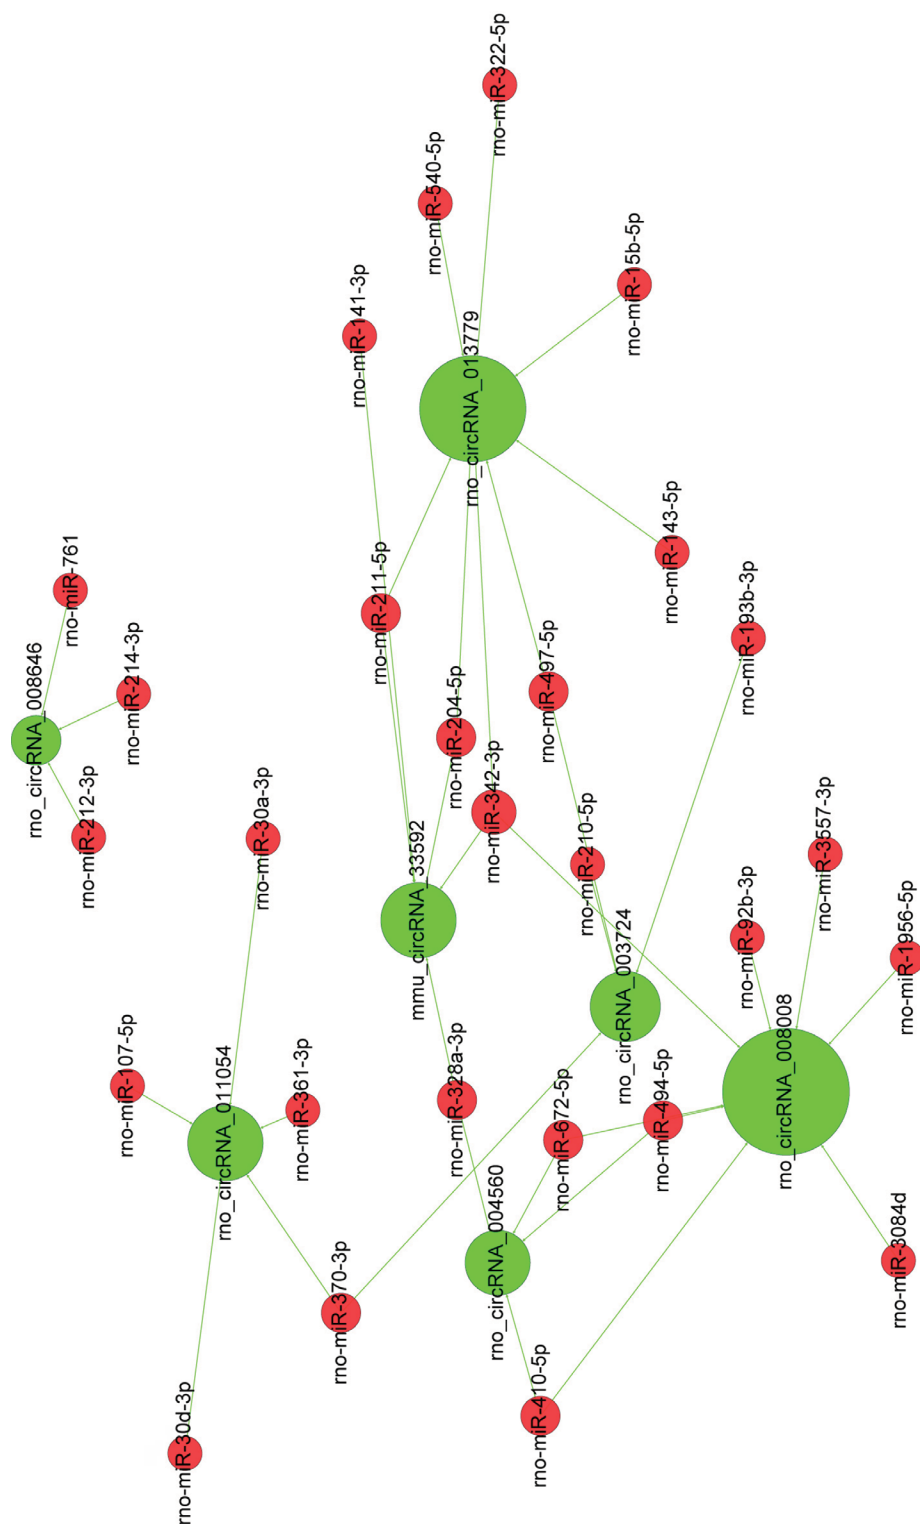 rno-miR-322-5p
rno-miR-540-5p
rno-miR-15b-5p
rno-miR-141-3p
rno_circRNA_013779
rno-miR-143-5p
rno-miR-211-5p
rno-miR-761
rno-miR-193b-3p
rno-miR-497-5p
rno-miR-214-3p
rno_circRNA_008646
rno-miR-204-5p
rno-miR-342-3p
rno-miR-212-3p
rno-miR-30a-3p
rno-miR-210-5p
rno-miR-3557-3p
mmu_circRNA_33592
rno-miR-92b-3p
rno-miR-1956-5p
rno_circRNA_003724
rno-miR-107-5p
rno_circRNA_008008
rno-miR-328a-3p
rno-miR-361-3p
rno-miR-494-5p
rno_circRNA_011054
rno-miR-672-5p
rno_circRNA_004560
rno-miR-3084d
rno-miR-370-3p
rno-miR-410-5p
rno-miR-30d-3p